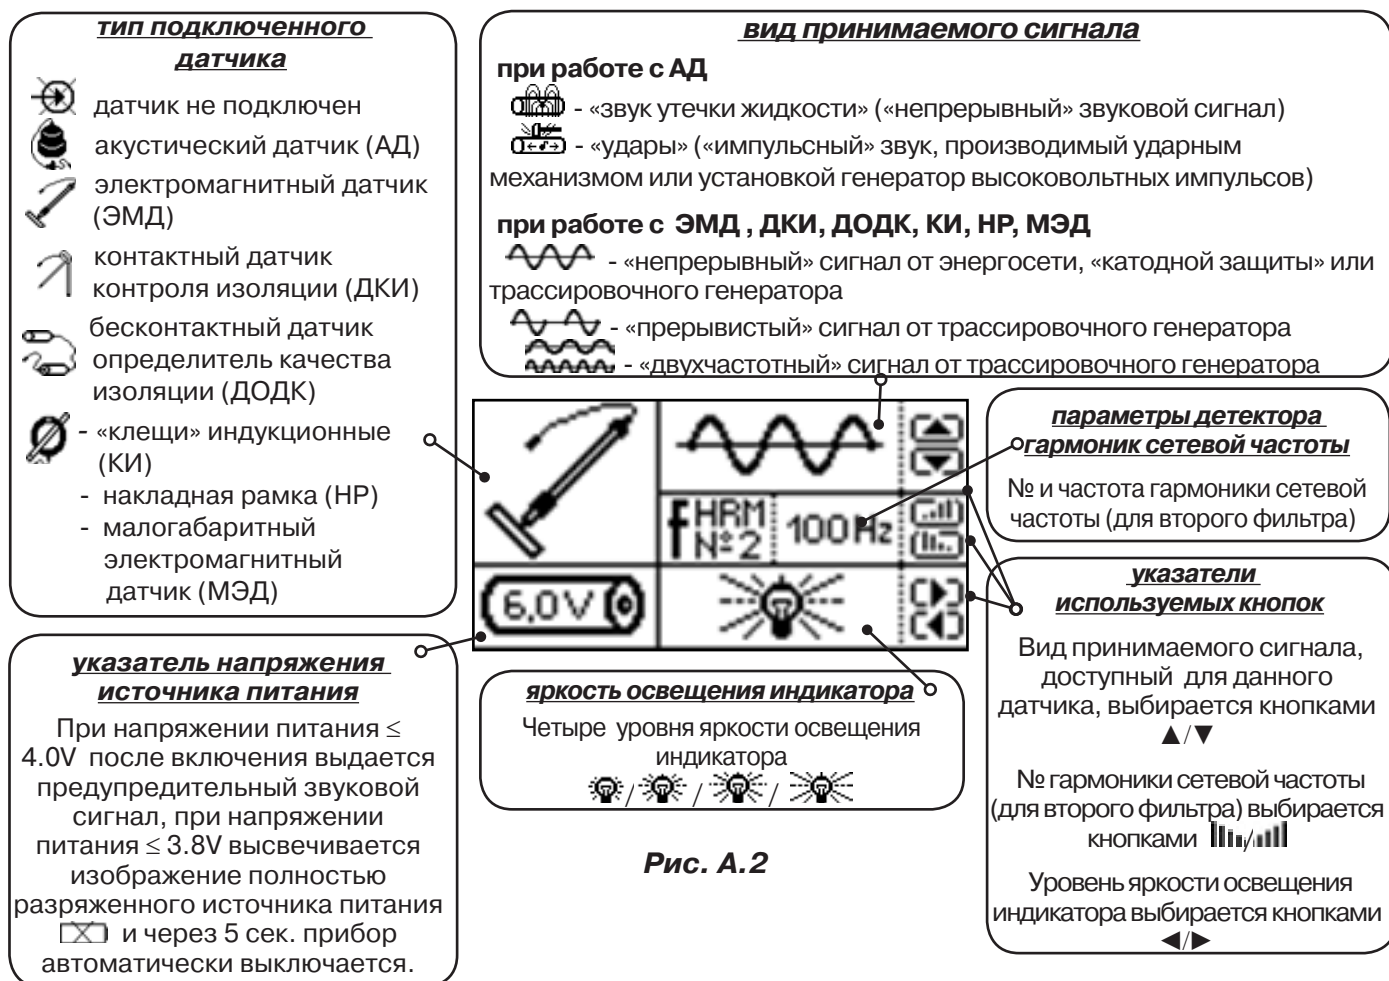 тип подключенного
датчика
датчик не подключен
акустический датчик (АД)
электромагнитный датчик
(ЭМД)
контактный датчик
контроля изоляции (ДКИ)
бесконтактный датчик
определитель качества
изоляции (ДОДК)
- «клещи» индукционные
(КИ)
- накладная рамка (НР)
- малогабаритный
электромагнитный
датчик (МЭД)
вид принимаемого сигнала
при работе с АД
- «звук утечки жидкости» («непрерывный» звуковой сигнал)
- «удары» («импульсный» звук, производимый ударным
механизмом или установкой генератор высоковольтных импульсов)
при работе с ЭМД , ДКИ, ДОДК, КИ, НР, МЭД
- «непрерывный» сигнал от энергосети, «катодной защиты» или
трассировочного генератора
- «прерывистый» сигнал от трассировочного генератора
- «двухчастотный» сигнал от трассировочного генератора
f HRM №2 100 Hz
6,0 V
параметры детектора
гармоник сетевой частоты
№ и частота гармоники сетевой
частоты (для второго фильтра)
указатели
используемых кнопок
Вид принимаемого сигнала,
доступный для данного
датчика, выбирается кнопками
▲/▼
№ гармоники сетевой частоты
(для второго фильтра) выбирается
кнопками /
Уровень яркости освещения
индикатора выбирается кнопками
◄/►
указатель напряжения
источника питания
При напряжении питания ≤
4.0V после включения выдается
предупредительный звуковой
сигнал, при напряжении
питания ≤ 3.8V высвечивается
изображение полностью
разряженного источника питания
и через 5 сек. прибор
автоматически выключается.
яркость освещения индикатора
Четыре уровня яркости освещения
индикатора
/ / /
Рис. А.2